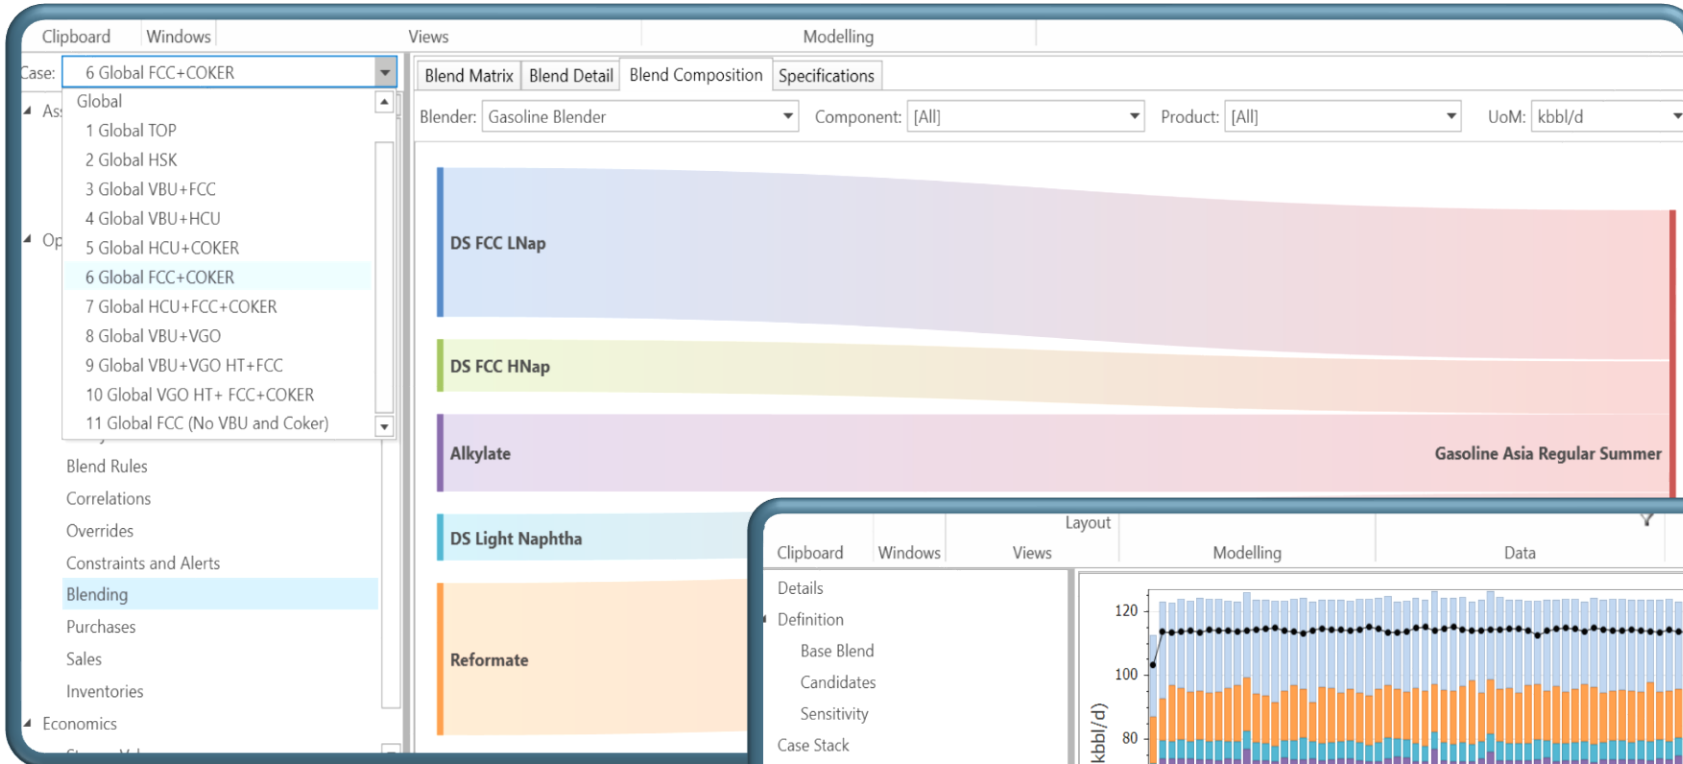 Clipboard Windows Views Modelling
Case: 6 Global FCC+COKER
Global
1 Global TOP
2 Global HSK
3 Global VBU+FCC
4 Global VBU+HCU
5 Global HCU+COKER
6 Global FCC+COKER
7 Global HCU+FCC+COKER
8 Global VBU+VGO
9 Global VBU+VGO HT+FCC
10 Global VGO HT+ FCC+COKER
11 Global FCC (No VBU and Coker)
Blend Rules
Correlations
Overrides
Constraints and Alerts
Blending
Purchases
Sales
Inventories
Economics
Blend Matrix Blend Detail Blend Composition Specifications
Blender: Gasoline Blender Component: [All] Product: [All] UoM: kbbl/d
DS FCC LNap
DS FCC HNap
Alkylate
Gasoline Asia Regular Summer
DS Light Naphtha
Reformate
Layout
Clipboard Windows Views Modelling Data
Details
Definition
Base Blend
Candidates
Sensitivity
Case Stack
120
100
80
kbbl/d)